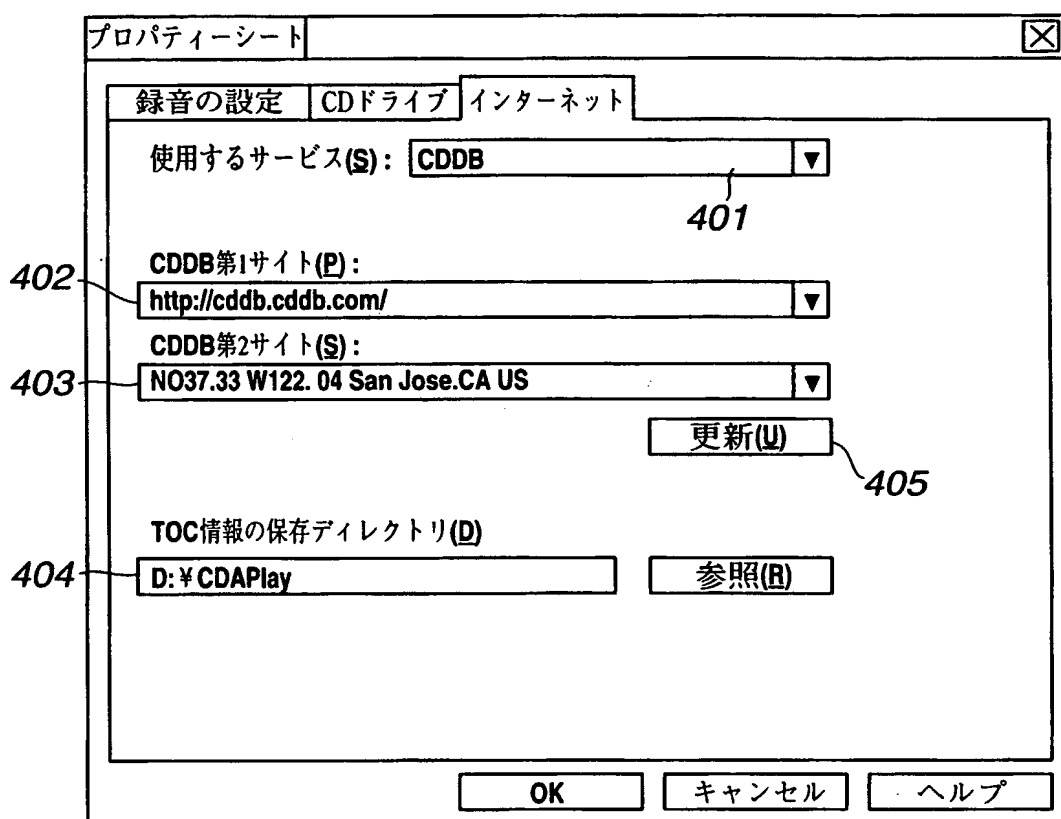 プロパティーシート
録音の設定 CDドライブ インターネット
使用するサービス(S): CDDB ▼
401
CDDB第1サイト(P):
402
http://cddb.cddb.com/ ▼
CDDB第2サイト(S):
403
NO37.33 W122. 04 San Jose.CA US ▼
更新(U)
405
TOC情報の保存ディレクトリ(D)
404
D:¥CDAPlay 参照(R)
OK キャンセル ヘルプ